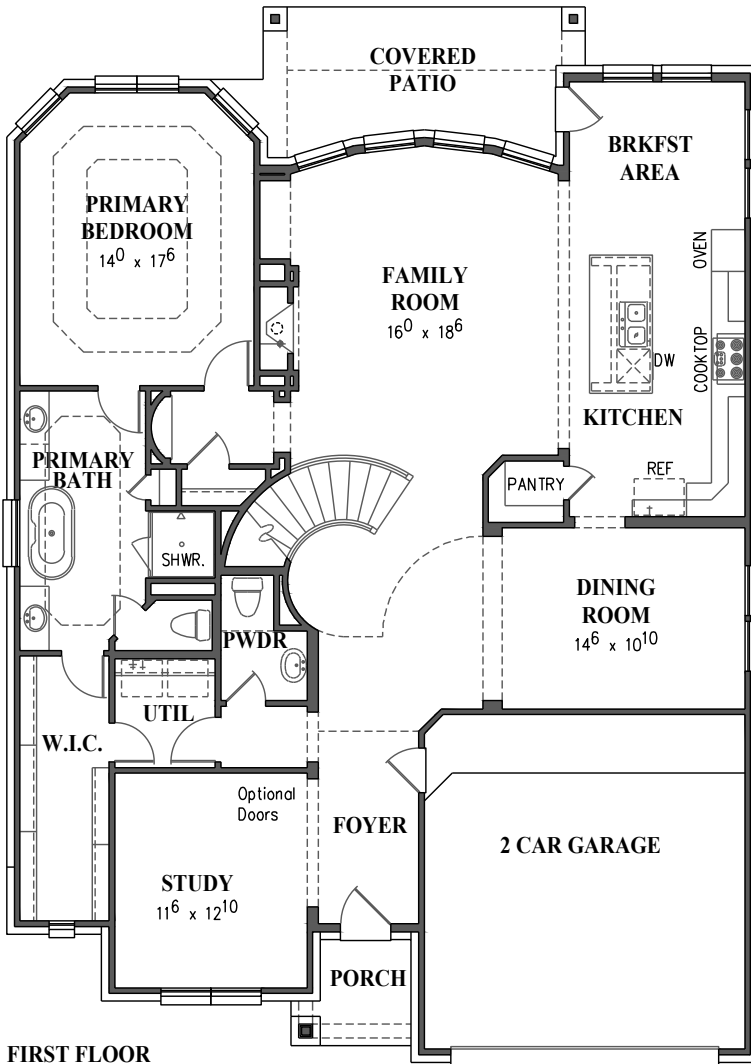 COVERED
PATIO
BRKFST
AREA
PRIMARY
BEDROOM
14⁰ x 17⁶
OVEN
FAMILY
ROOM
16⁰ x 18⁶
COOKTOP
DW
KITCHEN
PRIMARY
BATH
REF
PANTRY
SHWR.
DINING
ROOM
14⁶ x 10¹⁰
PWDR
UTIL
W.I.C.
Optional
Doors
FOYER
2 CAR GARAGE
STUDY
11⁶ x 12¹⁰
PORCH
FIRST FLOOR